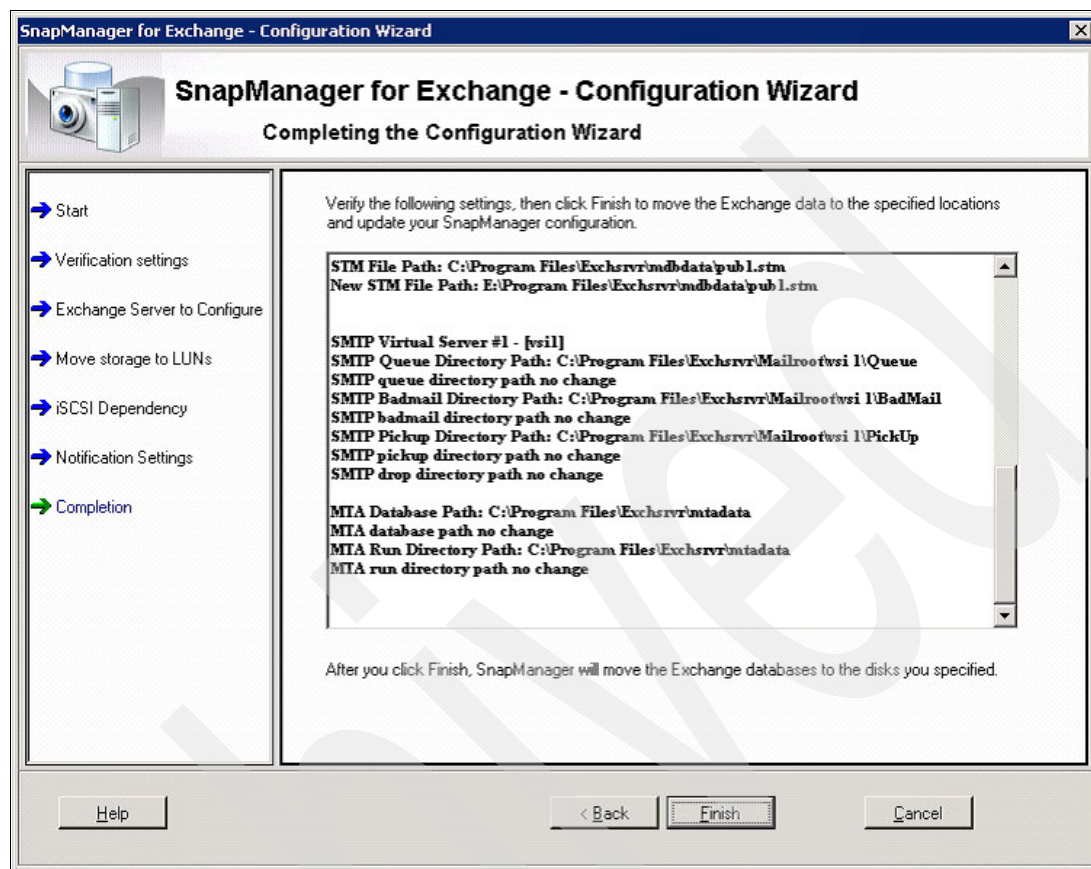 SnapManager for Exchange - Configuration Wizard
SnapManager for Exchange - Configuration Wizard
Completing the Configuration Wizard
Start
Verification settings
Exchange Server to Configure
Move storage to LUNs
iSCSI Dependency
Notification Settings
Completion
Verify the following settings, then click Finish to move the Exchange data to the specified locations
and update your SnapManager configuration.
STM File Path: C:\Program Files\Exchsrvr\mdbdata\pub1.stm
New STM File Path: E:\Program Files\Exchsrvr\mdbdata\pub1.stm
SMTP Virtual Server #1 - [vsi1]
SMTP Queue Directory Path: C:\Program Files\Exchsrvr\Mailroot\vsi 1\Queue
SMTP queue directory path no change
SMTP Badmail Directory Path: C:\Program Files\Exchsrvr\Mailroot\vsi 1\BadMail
SMTP badmail directory path no change
SMTP Pickup Directory Path: C:\Program Files\Exchsrvr\Mailroot\vsi 1\PickUp
SMTP pickup directory path no change
SMTP drop directory path no change
MTA Database Path: C:\Program Files\Exchsrvr\mtadata
MTA database path no change
MTA Run Directory Path: C:\Program Files\Exchsrvr\mtadata
MTA run directory path no change
After you click Finish, SnapManager will move the Exchange databases to the disks you specified.
Help
< Back
Finish
Cancel